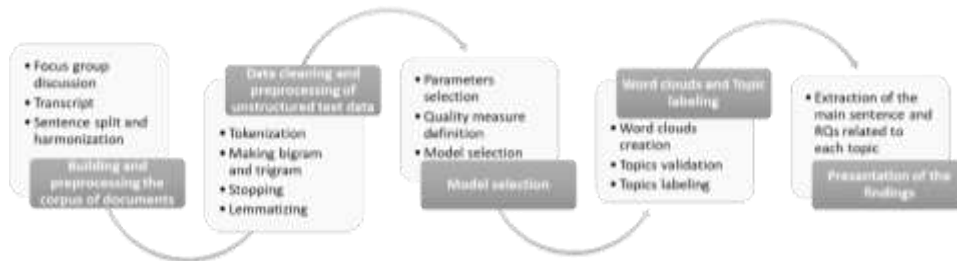 • Focus group
discussion
• Transcript
• Sentence split and
harmonization
Building and
preprocessing the
corpus of documents
Data cleaning and
preprocessing of
unstructured text data
• Tokenization
• Making bigram
and trigram
• Stopping
• Lemmatizing
• Parameters
selection
• Quality measure
definition
• Model selection
Model selection
Word clouds and Topic
labeling
• Word clouds
creation
• Topics validation
• Topics labeling
• Extraction of the
main sentence and
RQs related to
each topic
Presentation of the
findings